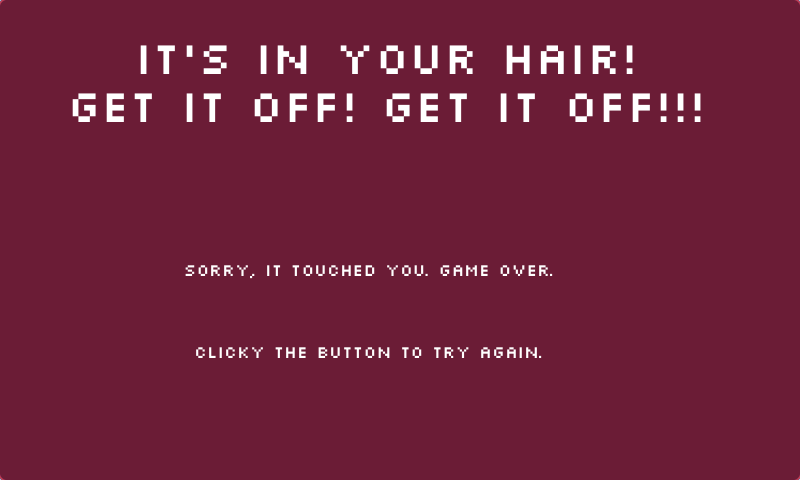 IT'S IN YOUR HAIR!
GET IT OFF! GET IT OFF!!!
SORRY, IT TOUCHED YOU. GAME OVER.
CLICKY THE BUTTON TO TRY AGAIN.